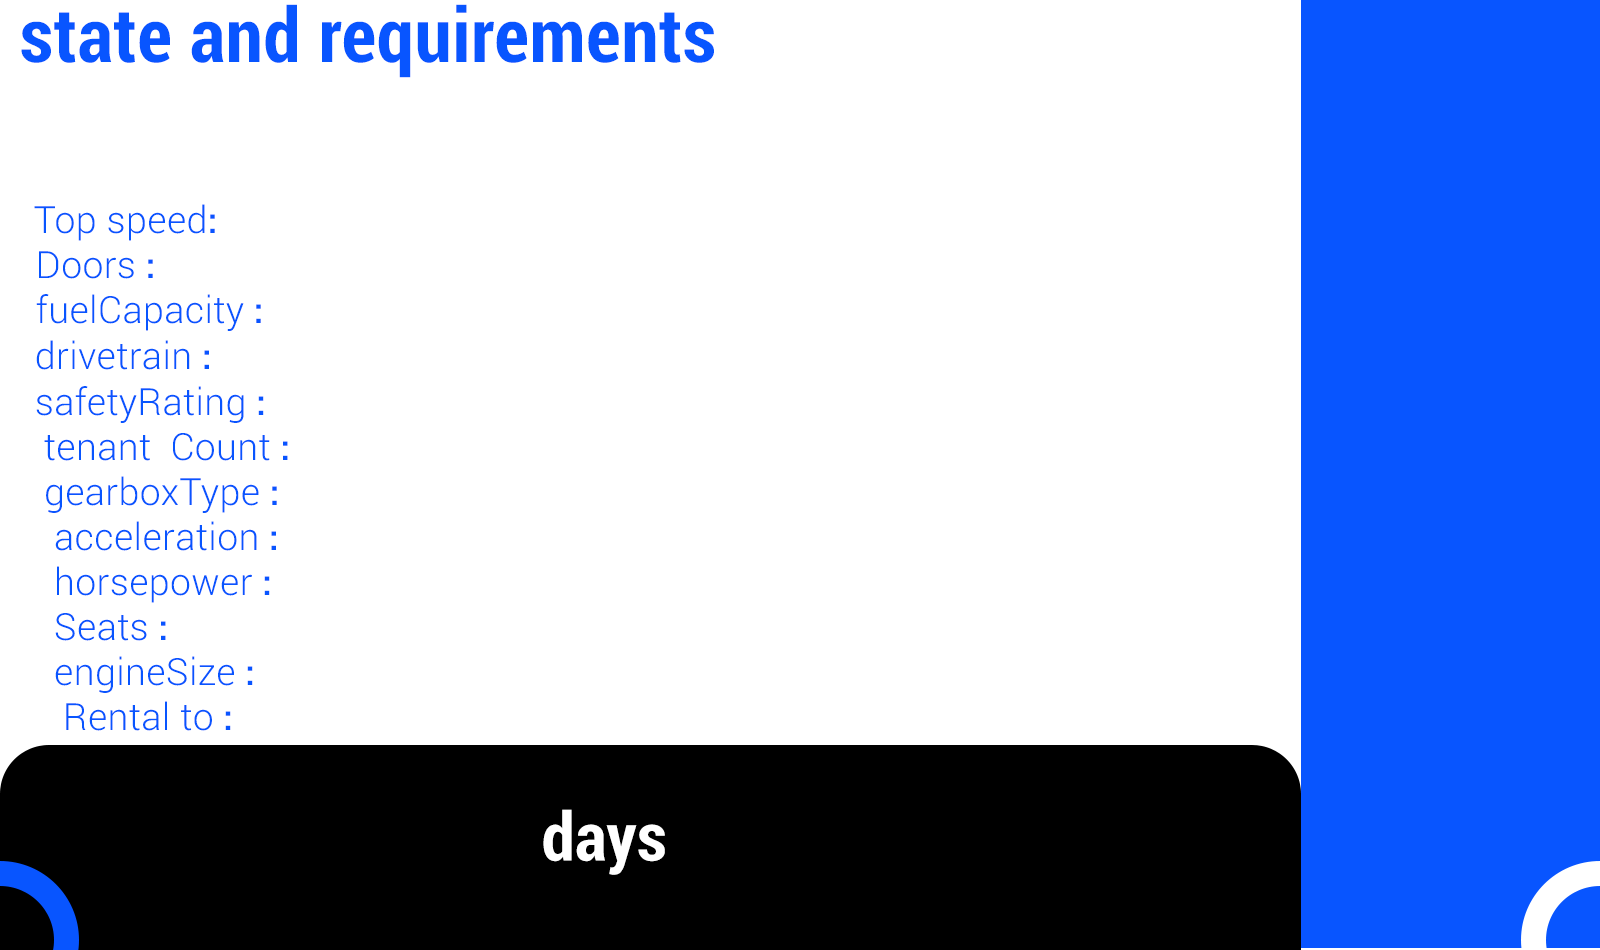 state and requirements
Top speed:
Doors :
fuelCapacity :
drivetrain :
safetyRating :
tenant  Count :
gearboxType :
acceleration :
horsepower :
Seats :
engineSize :
Rental to :
days